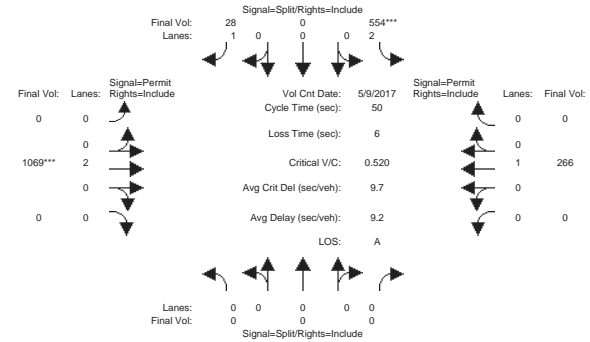 Signal=Split/Rights=Include
Final Vol: 28 0 554***
Lanes: 1 0 0 0 2
Signal=Permit Signal=Permit
Final Vol: Lanes: Rights=Include Vol Cnt Date: 5/9/2017 Rights=Include Lanes: Final Vol:
Cycle Time (sec): 50
0 0 0 0
Loss Time (sec): 6
0 0
1069*** 2 Critical V/C: 0.520 1 266
0 Avg Crit Del (sec/veh): 9.7 0
0 0 Avg Delay (sec/veh): 9.2 0 0
LOS: A
Lanes: 0 0 0 0 0
Final Vol: 0 0 0
Signal=Split/Rights=Include